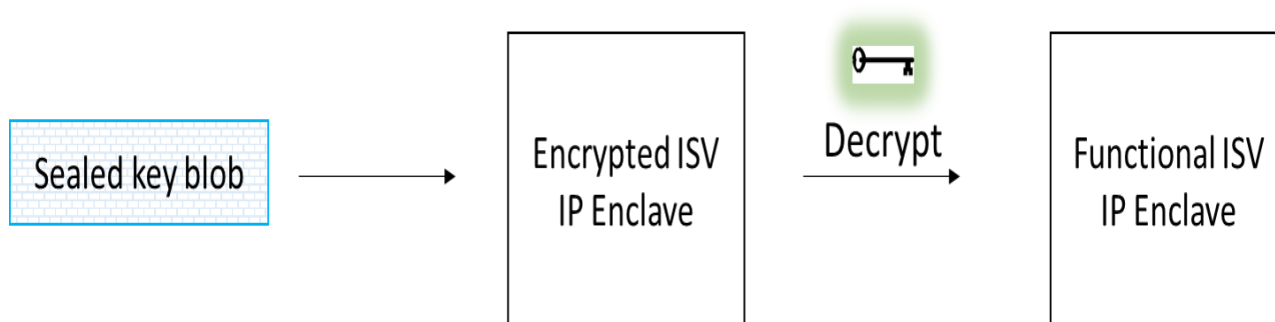 Sealed key blob
Encrypted ISV
IP Enclave
Decrypt
Functional ISV
IP Enclave